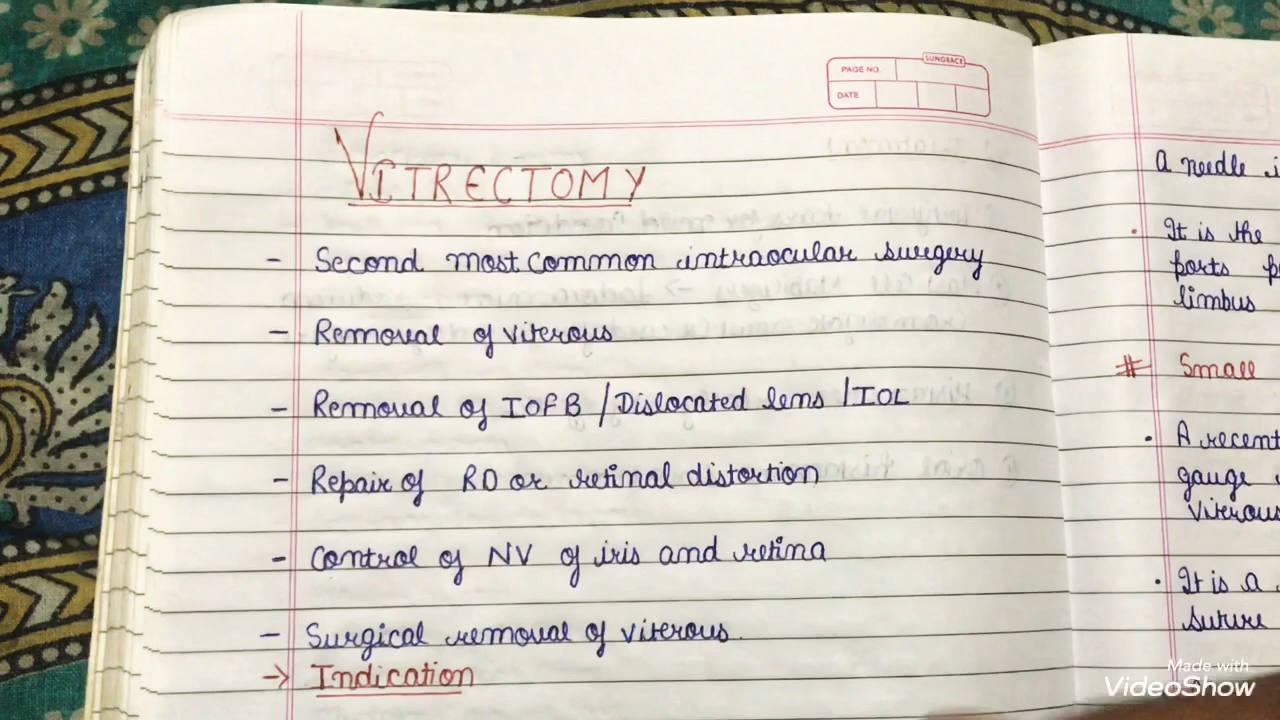 SUNGRACE
PAGE NO.
DATE
VITRECTOMY
- Second most common intraocular surgery
- Removal of viterous
- Removal of IOFB / Dislocated lens / IOL
- Repair of RD or retinal distortion
- Control of NV of iris and retina
- Surgical removal of viterous.
→ Indication
A needle i
• It is the
ports p
limbus
# Small
• A recent
gauge
viterous
• It is a
suture
Made with
VideoShow